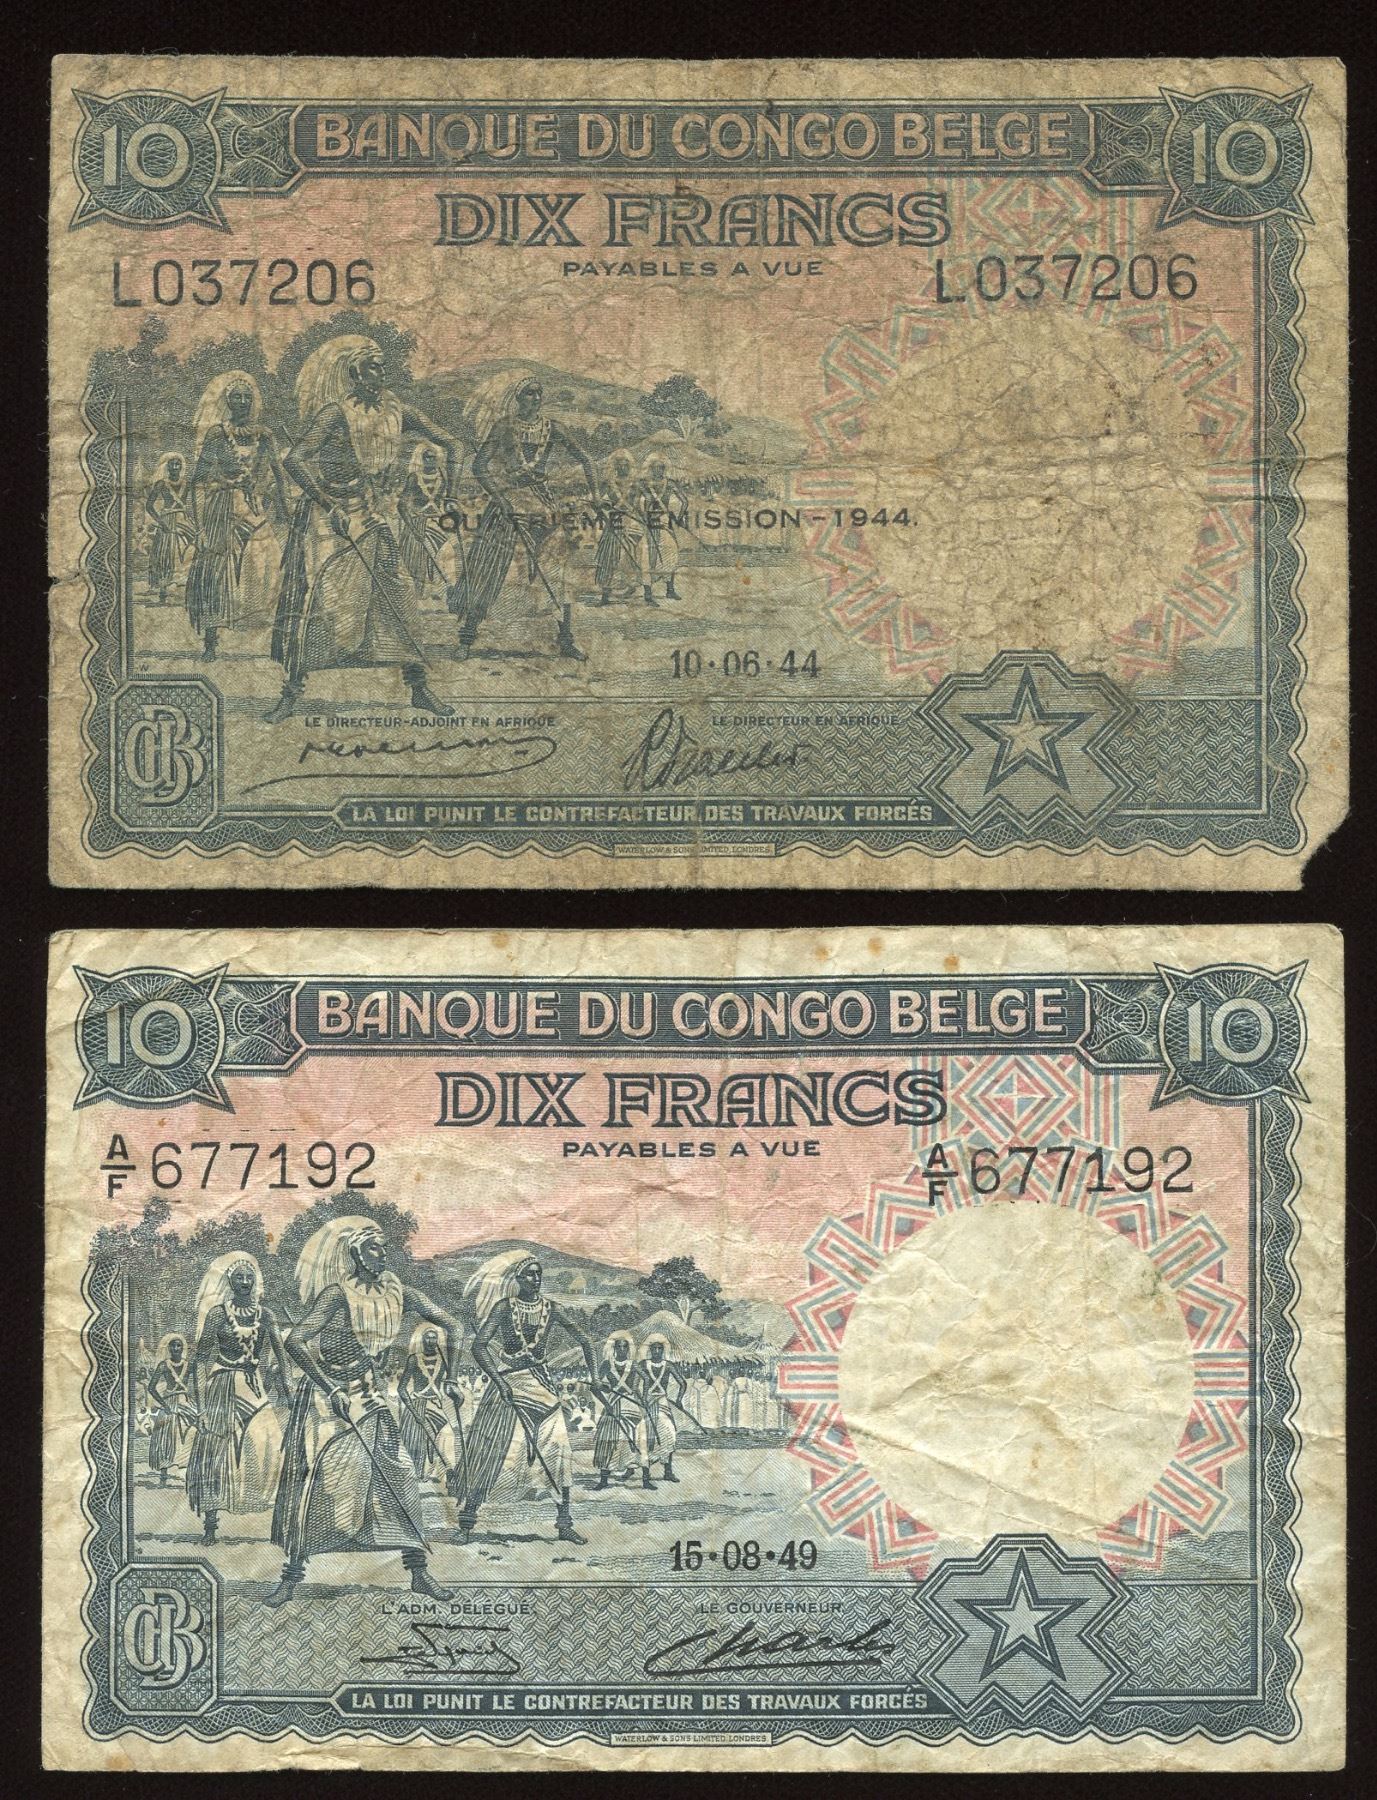 10 BANQUE DU CONGO BELGE 10
DIX FRANCS
PAYABLES A VUE
L037206 L037206
QUATRIEME EMISSION - 1944.
10·06·44
LE DIRECTEUR-ADJOINT EN AFRIQUE LE DIRECTEUR EN AFRIQUE
BCB
LA LOI PUNIT LE CONTREFACTEUR DES TRAVAUX FORCÉS
WATERLOW & SONS LIMITED, LONDRES
10 BANQUE DU CONGO BELGE 10
DIX FRANCS
PAYABLES A VUE
A/F 677192 A/F 677192
15·08·49
L'ADM. DÉLÉGUÉ, LE GOUVERNEUR,
BCB
LA LOI PUNIT LE CONTREFACTEUR DES TRAVAUX FORCÉS
WATERLOW & SONS LIMITED, LONDRES